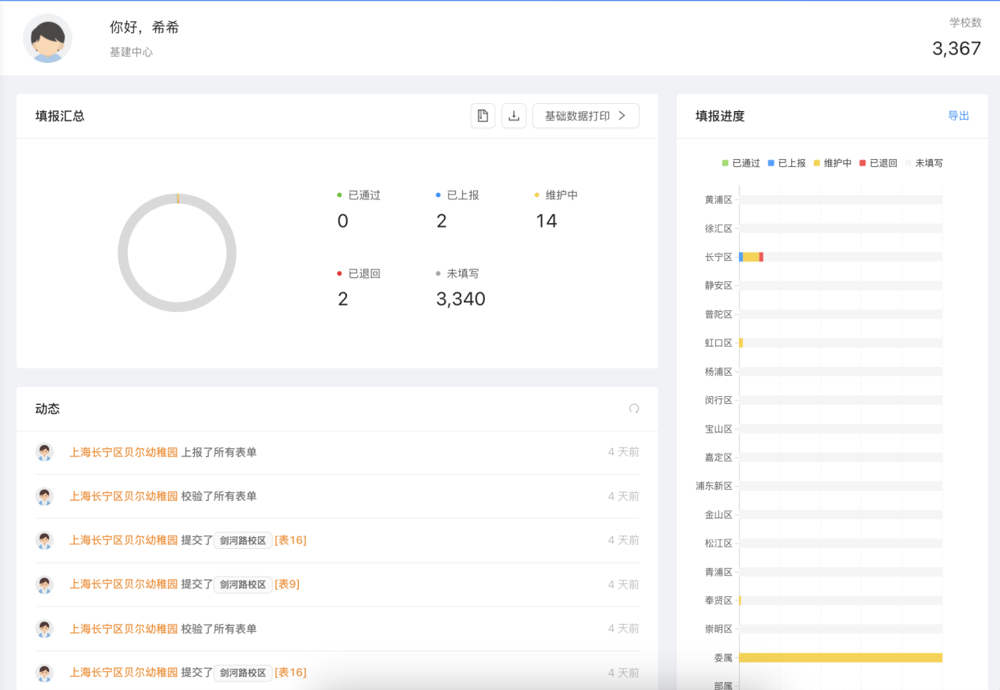 你好，希希
基建中心
学校数
3,367
填报汇总
基础数据打印
已通过
0
已上报
2
维护中
14
已退回
2
未填写
3,340
填报进度
导出
已通过 已上报 维护中 已退回 未填写
黄浦区
徐汇区
长宁区
静安区
普陀区
虹口区
杨浦区
闵行区
宝山区
嘉定区
浦东新区
金山区
松江区
青浦区
奉贤区
崇明区
委属
部属
动态
上海长宁区贝尔幼稚园 上报了所有表单 4 天前
上海长宁区贝尔幼稚园 校验了所有表单 4 天前
上海长宁区贝尔幼稚园 提交了 剑河路校区 [表16] 4 天前
上海长宁区贝尔幼稚园 提交了 剑河路校区 [表9] 4 天前
上海长宁区贝尔幼稚园 校验了所有表单 4 天前
上海长宁区贝尔幼稚园 提交了 剑河路校区 [表16] 4 天前